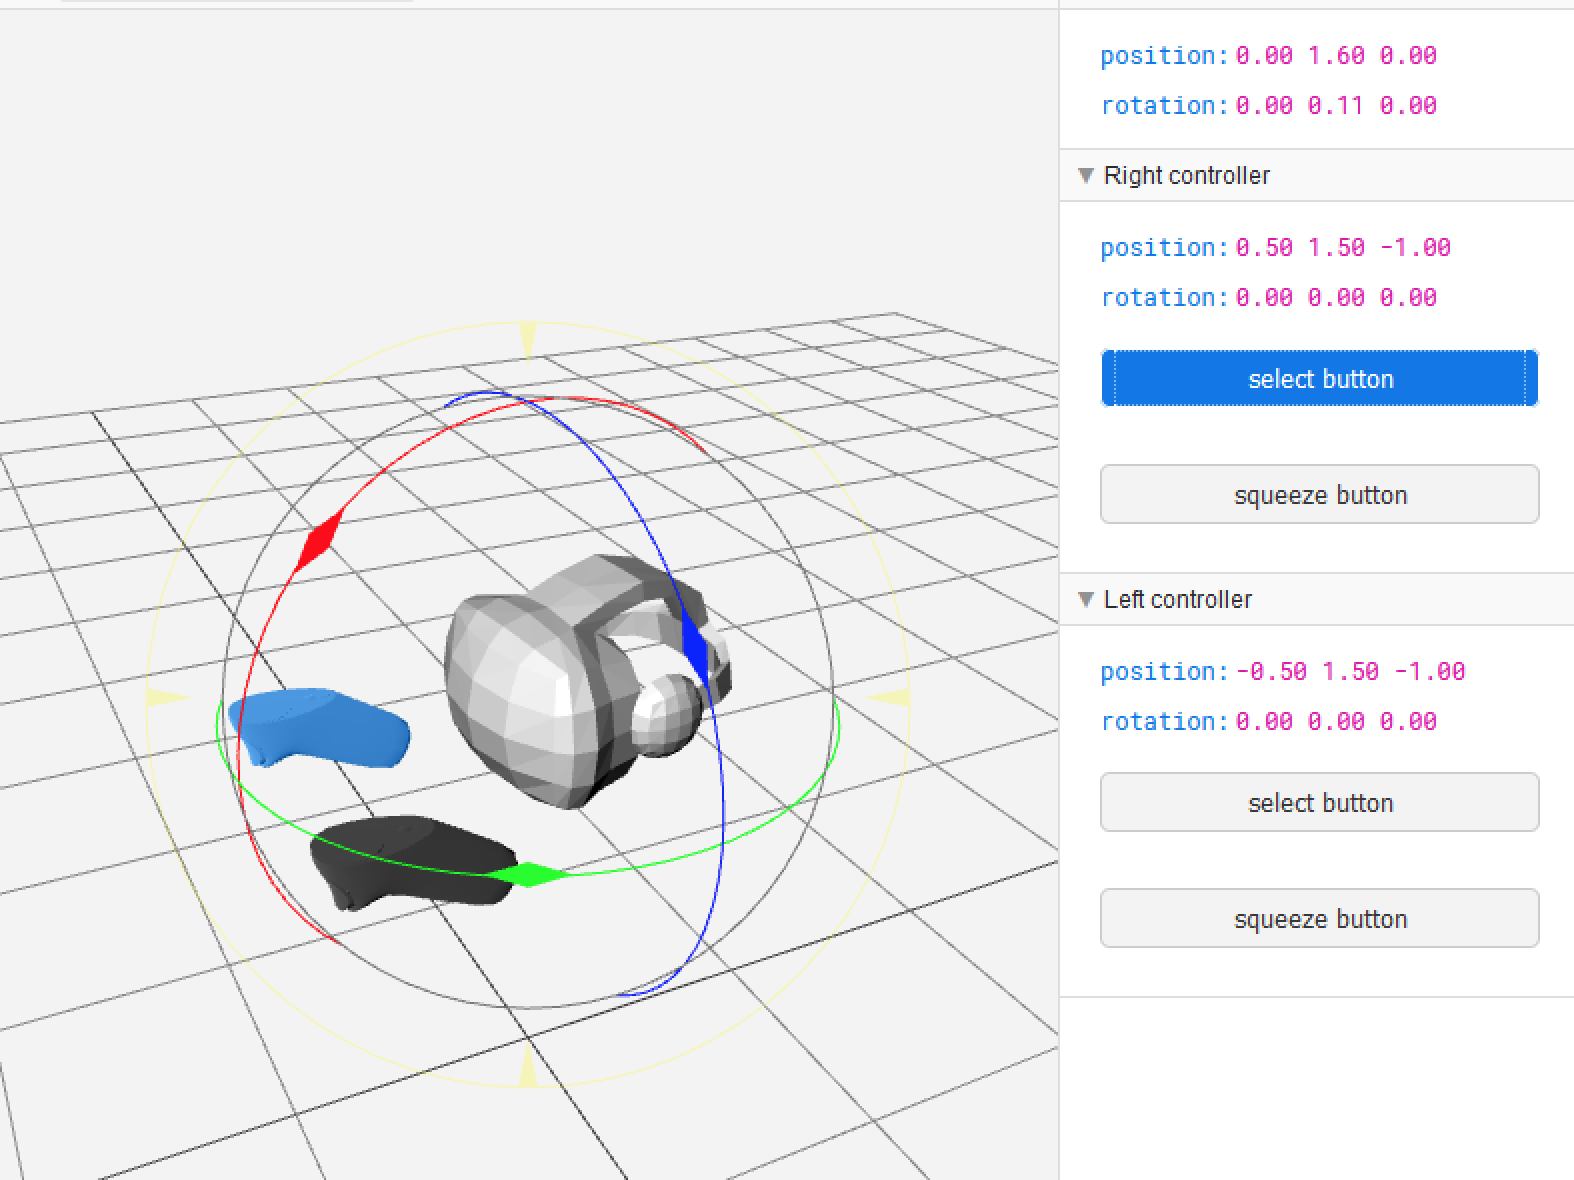 position: 0.00 1.60 0.00
rotation: 0.00 0.11 0.00
▼ Right controller
position: 0.50 1.50 -1.00
rotation: 0.00 0.00 0.00
select button
squeeze button
▼ Left controller
position: -0.50 1.50 -1.00
rotation: 0.00 0.00 0.00
select button
squeeze button